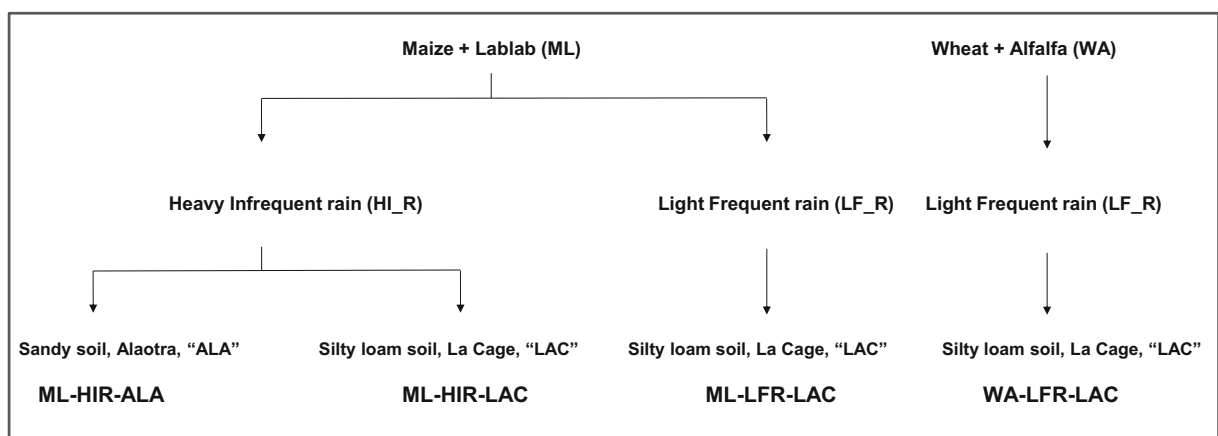 Maize + Lablab (ML)
Wheat + Alfalfa (WA)
Heavy Infrequent rain (HI_R)
Light Frequent rain (LF_R)
Light Frequent rain (LF_R)
Sandy soil, Alaotra, “ALA”
Silty loam soil, La Cage, “LAC”
Silty loam soil, La Cage, “LAC”
Silty loam soil, La Cage, “LAC”
ML-HIR-ALA
ML-HIR-LAC
ML-LFR-LAC
WA-LFR-LAC